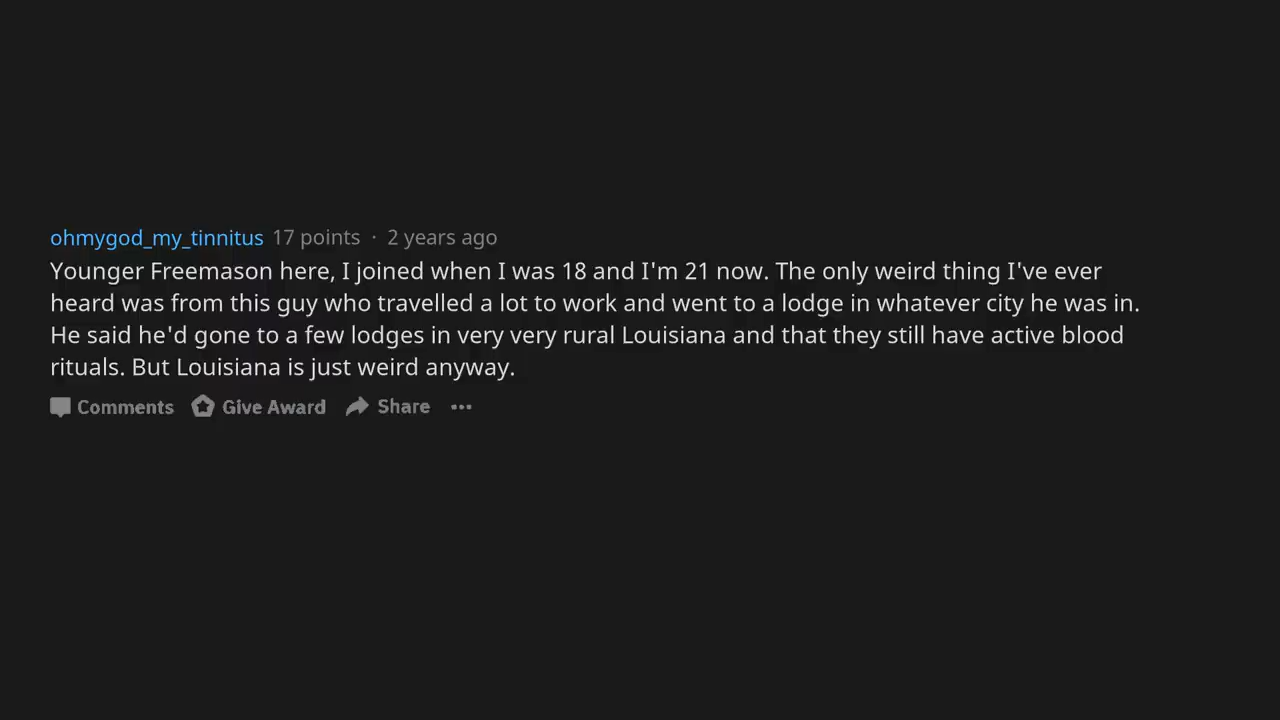 ohmygod_my_tinnitus 17 points · 2 years ago
Younger Freemason here, I joined when I was 18 and I'm 21 now. The only weird thing I've ever
heard was from this guy who travelled a lot to work and went to a lodge in whatever city he was in.
He said he'd gone to a few lodges in very very rural Louisiana and that they still have active blood
rituals. But Louisiana is just weird anyway.
Comments Give Award Share ···